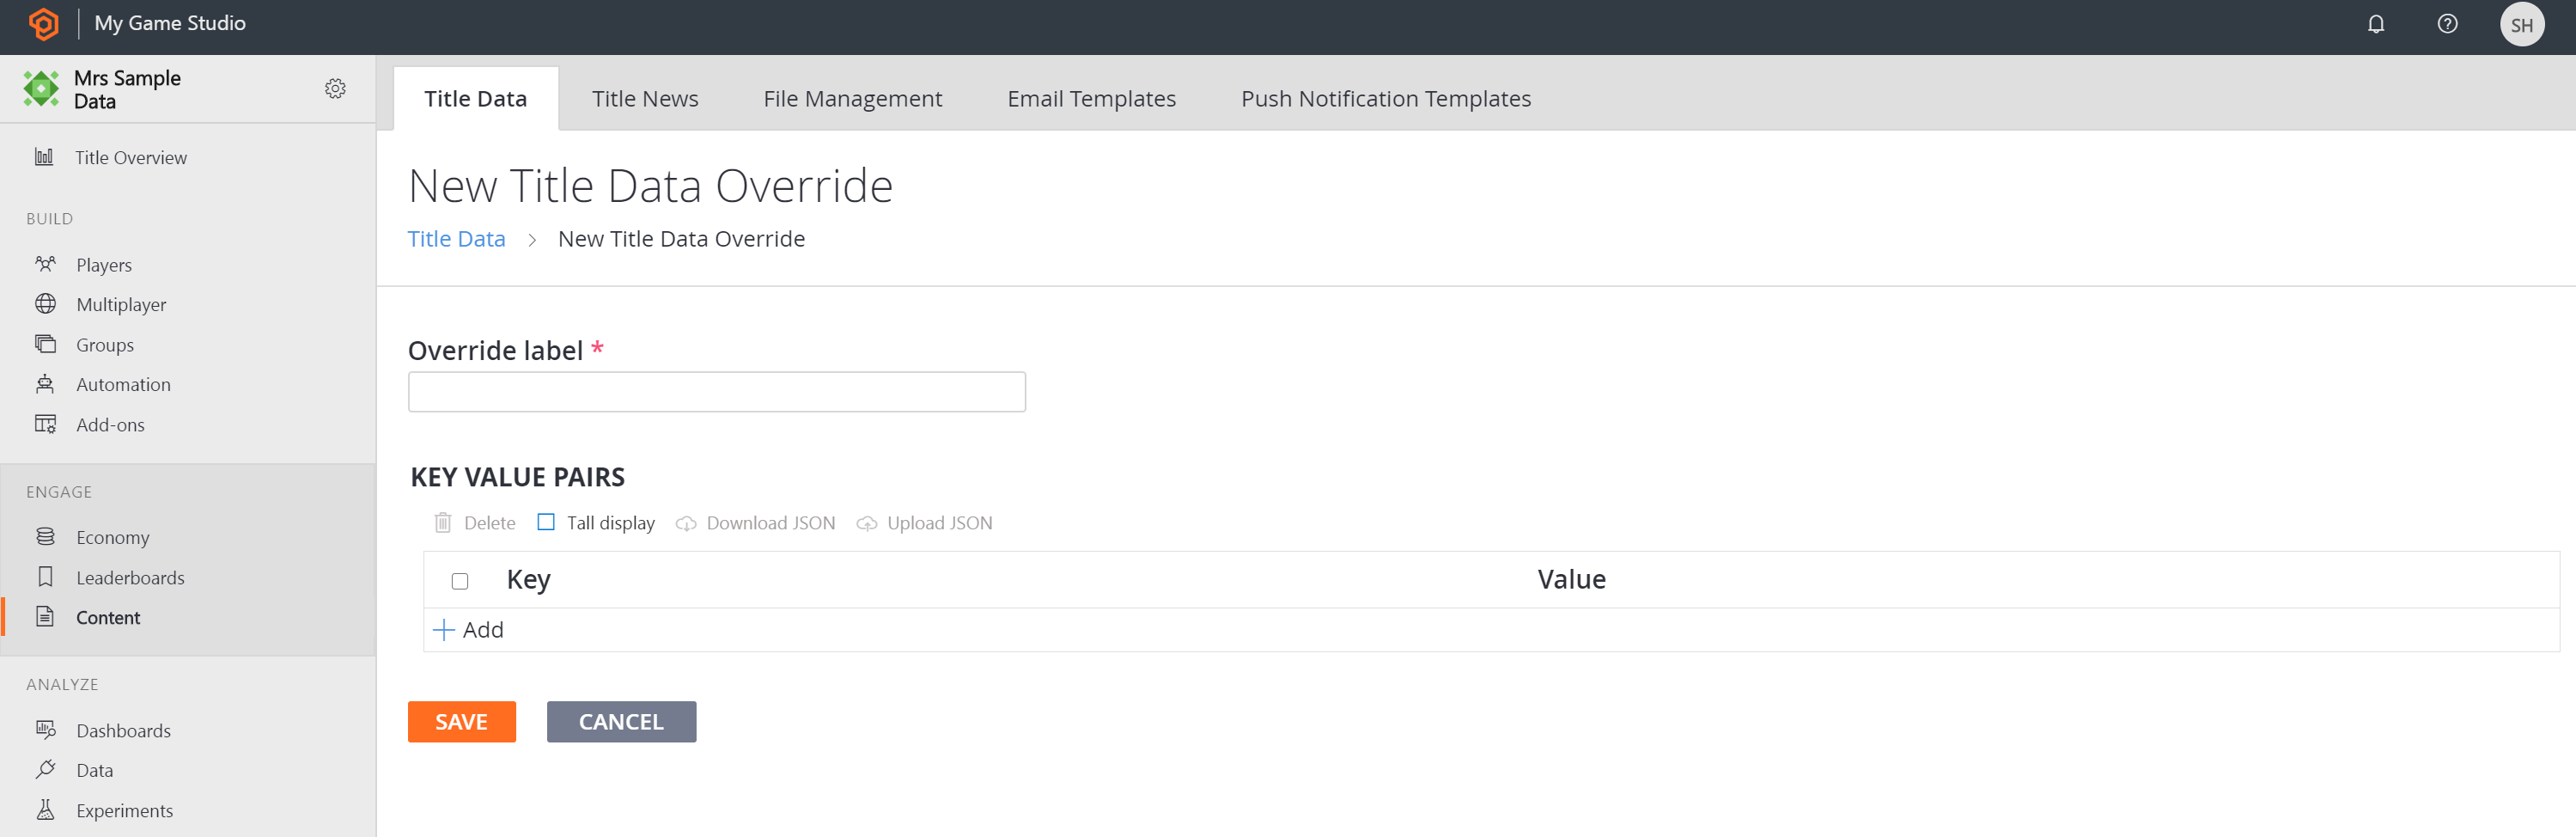 My Game Studio
SH
Mrs Sample
Data
Title Overview
BUILD
Players
Multiplayer
Groups
Automation
Add-ons
ENGAGE
Economy
Leaderboards
Content
ANALYZE
Dashboards
Data
Experiments
Title Data Title News File Management Email Templates Push Notification Templates
New Title Data Override
Title Data > New Title Data Override
Override label *
KEY VALUE PAIRS
Delete Tall display Download JSON Upload JSON
Key Value
Add
SAVE CANCEL